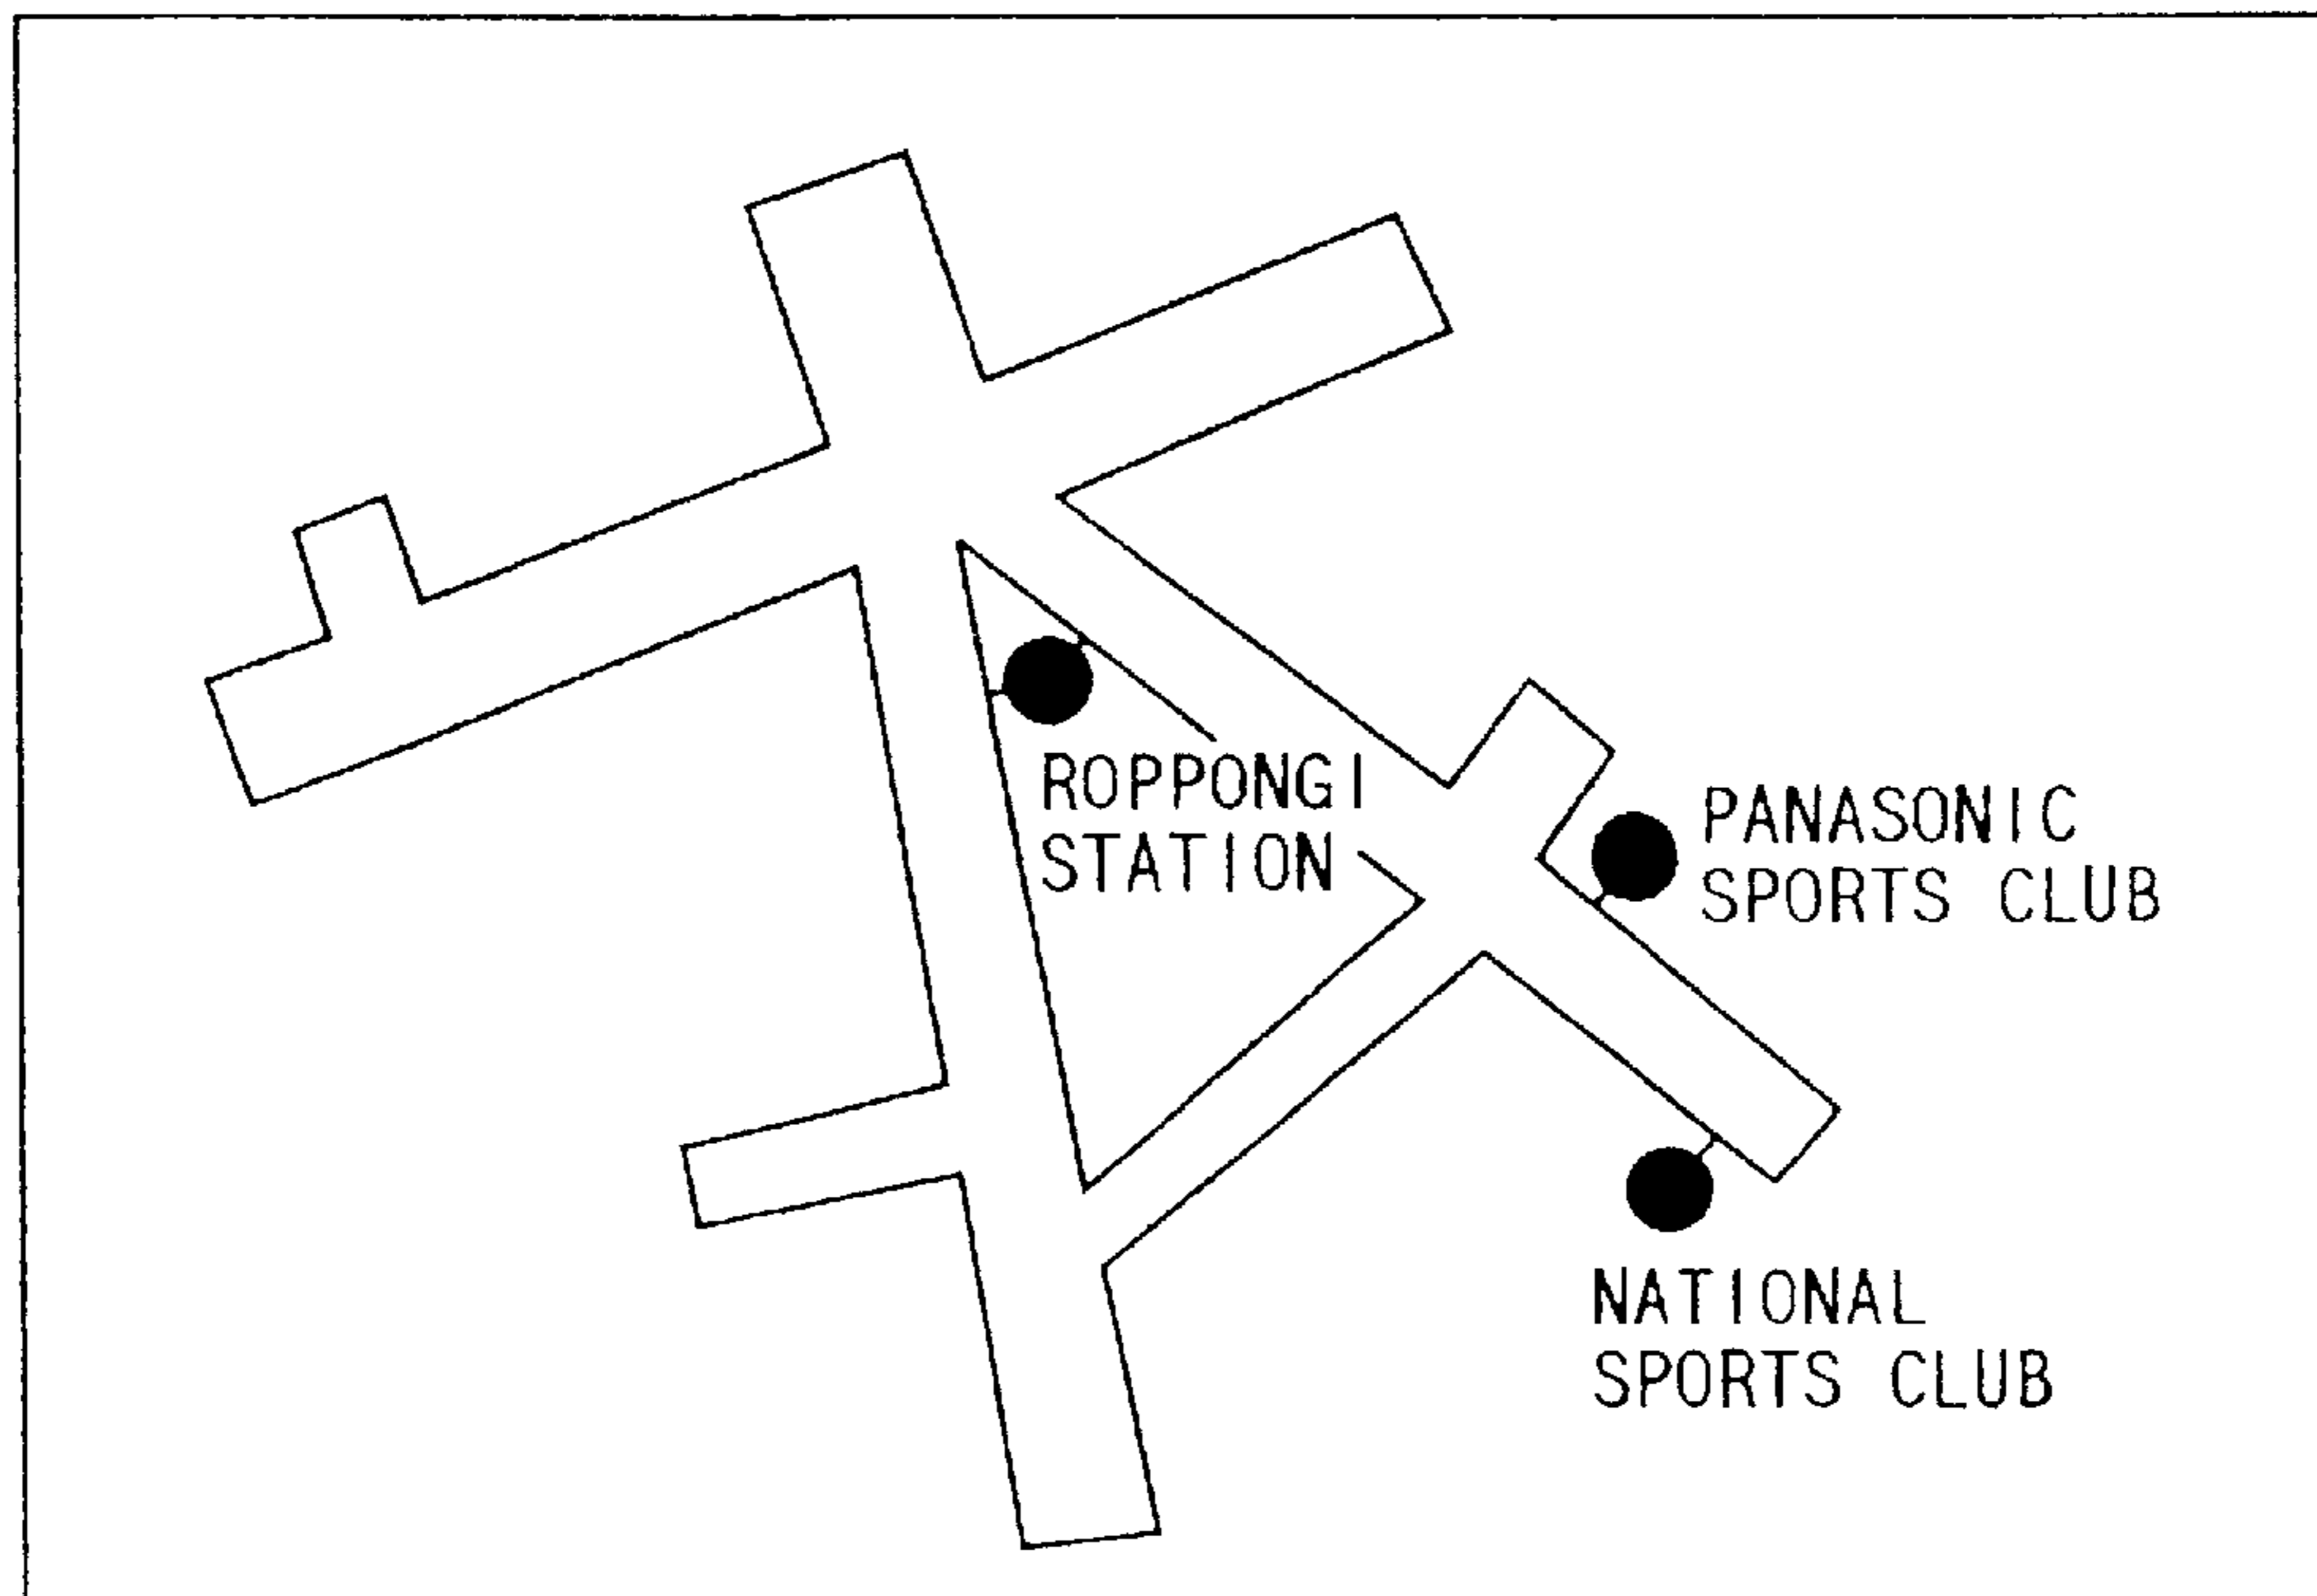 ROPPONGI
STATION
PANASONIC
SPORTS CLUB
NATIONAL
SPORTS CLUB